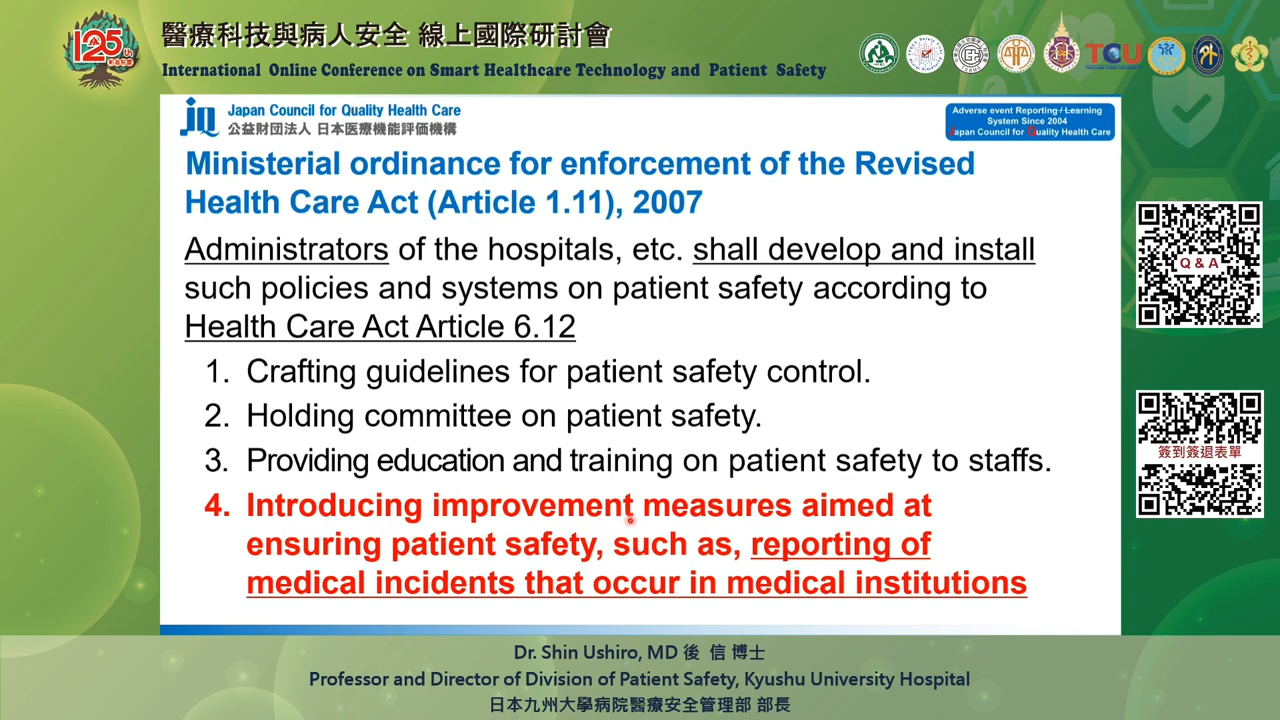 125th
醫療科技與病人安全 線上國際研討會
International Online Conference on Smart Healthcare Technology and Patient Safety
TCU
jQ
Japan Council for Quality Health Care
公益財団法人 日本医療機能評価機構
Adverse event Reporting / Learning
System Since 2004
Japan Council for Quality Health Care
Ministerial ordinance for enforcement of the Revised
Health Care Act (Article 1.11), 2007
Administrators of the hospitals, etc. shall develop and install
such policies and systems on patient safety according to
Health Care Act Article 6.12
1. Crafting guidelines for patient safety control.
2. Holding committee on patient safety.
3. Providing education and training on patient safety to staffs.
4. Introducing improvement measures aimed at
ensuring patient safety, such as, reporting of
medical incidents that occur in medical institutions
Q & A
簽到簽退表單
Dr. Shin Ushiro, MD 後 信 博士
Professor and Director of Division of Patient Safety, Kyushu University Hospital
日本九州大學病院醫療安全管理部 部長